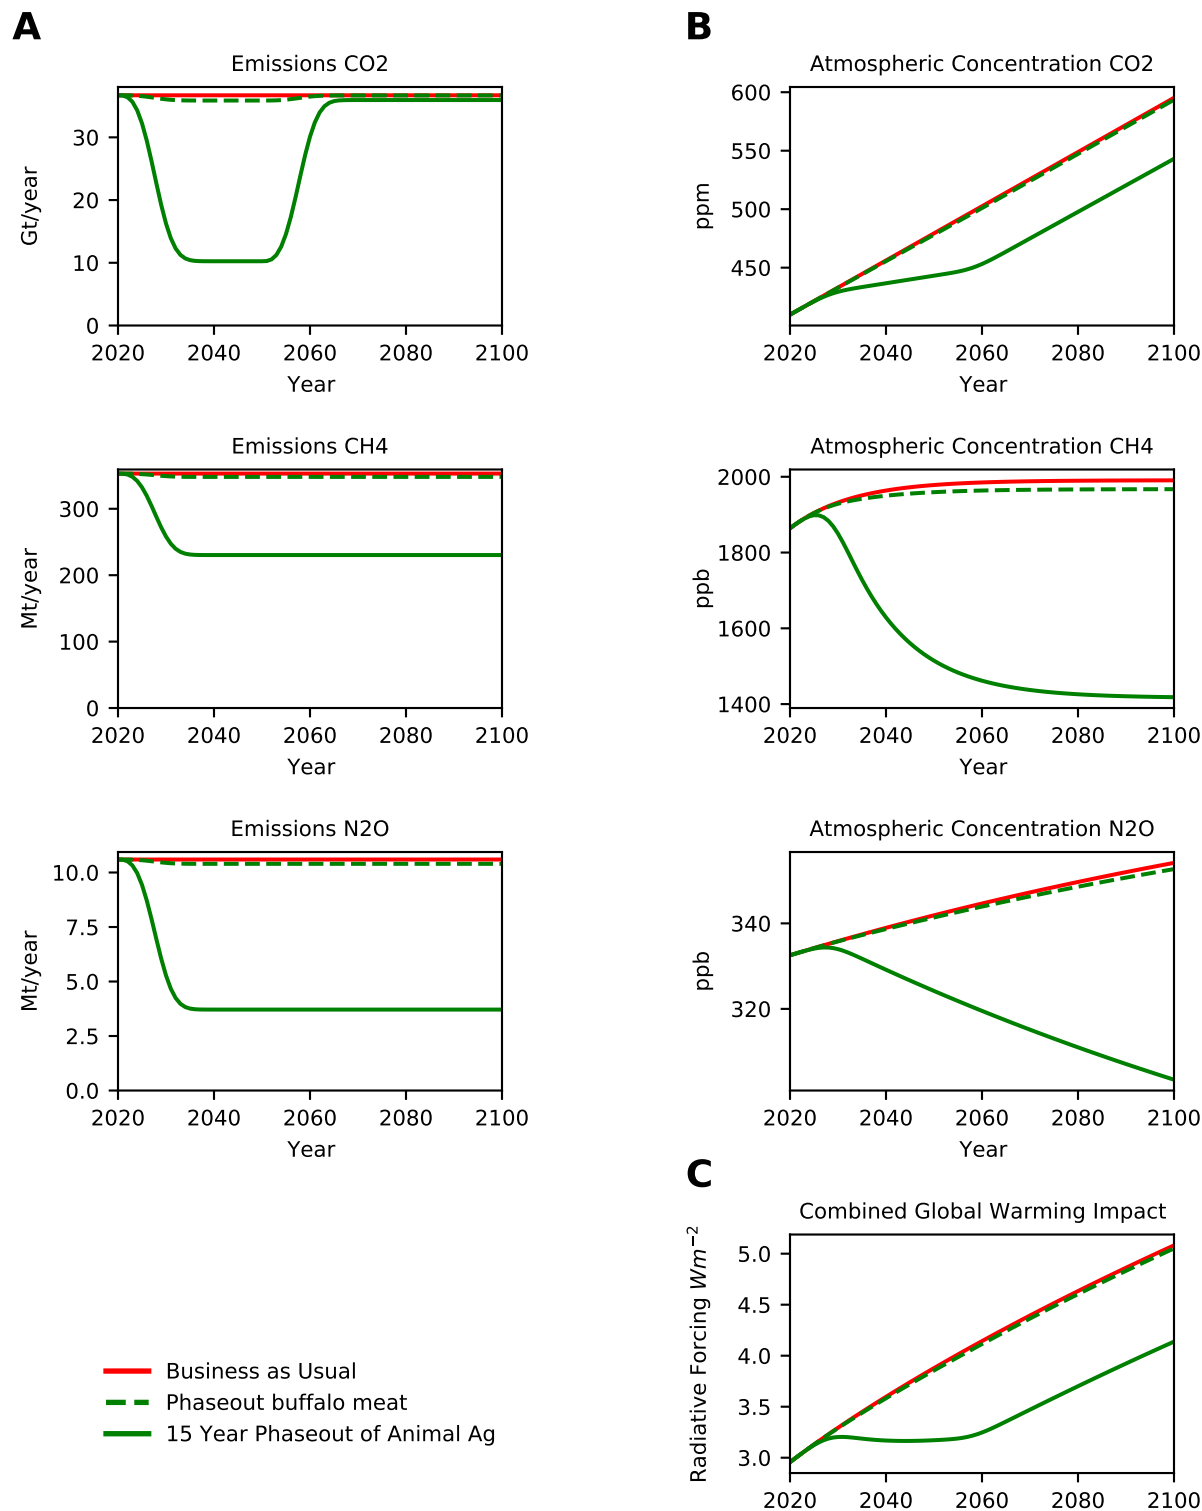 A
B
Emissions CO2
Atmospheric Concentration CO2
Gt/year
30
20
10
0
2020 2040 2060 2080 2100
Year
ppm
600
550
500
450
2020 2040 2060 2080 2100
Year
Emissions CH4
Atmospheric Concentration CH4
Mt/year
300
200
100
0
2020 2040 2060 2080 2100
Year
ppb
2000
1800
1600
1400
2020 2040 2060 2080 2100
Year
Emissions N2O
Atmospheric Concentration N2O
Mt/year
10.0
7.5
5.0
2.5
0.0
2020 2040 2060 2080 2100
Year
ppb
340
320
2020 2040 2060 2080 2100
Year
C
Combined Global Warming Impact
Radiative Forcing Wm⁻²
5.0
4.5
4.0
3.5
3.0
2020 2040 2060 2080 2100
Business as Usual
Phaseout buffalo meat
15 Year Phaseout of Animal Ag